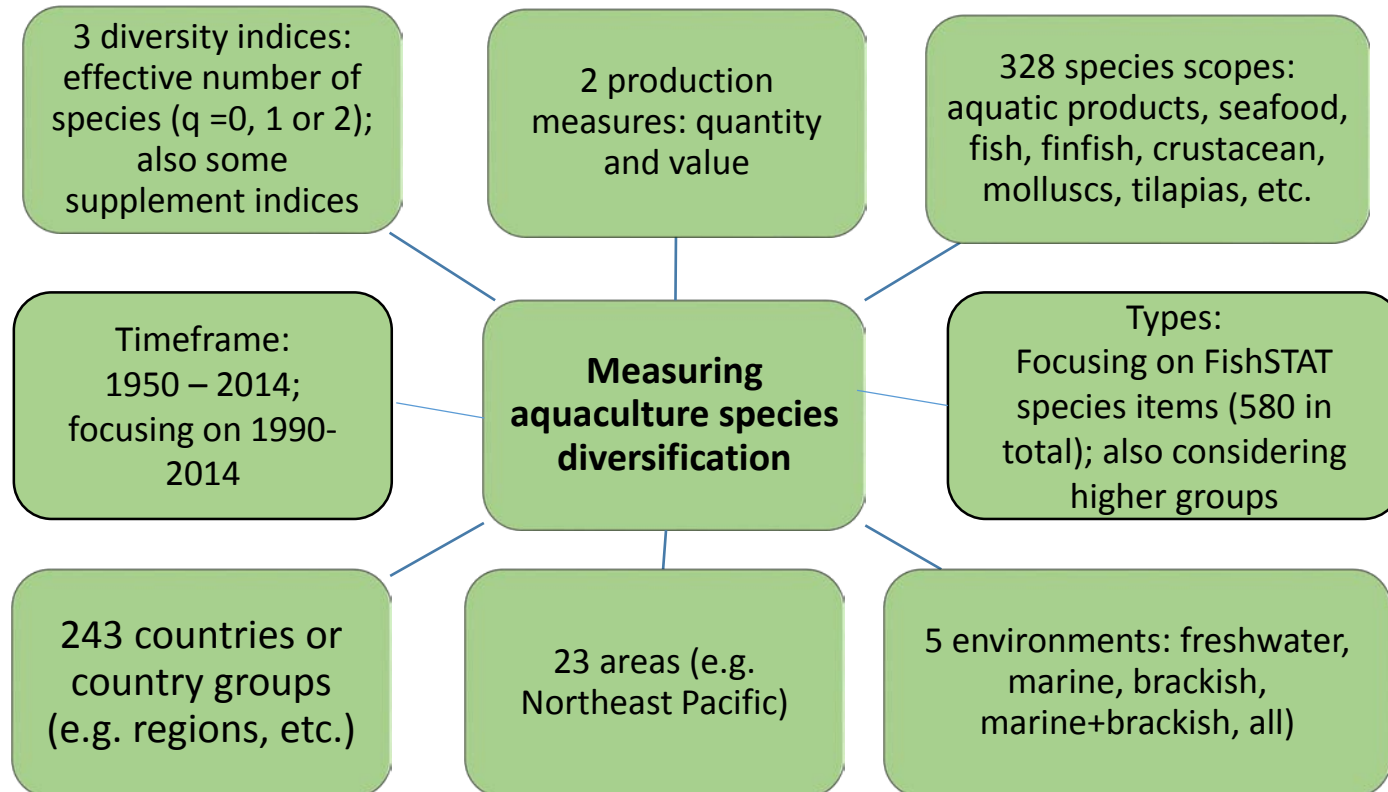 3 diversity indices:
effective number of
species (q =0, 1 or 2);
also some
supplement indices
2 production
measures: quantity
and value
328 species scopes:
aquatic products, seafood,
fish, finfish, crustacean,
molluscs, tilapias, etc.
Timeframe:
1950 – 2014;
focusing on 1990-
2014
Measuring
aquaculture species
diversification
Types:
Focusing on FishSTAT
species items (580 in
total); also considering
higher groups
243 countries or
country groups
(e.g. regions, etc.)
23 areas (e.g.
Northeast Pacific)
5 environments: freshwater,
marine, brackish,
marine+brackish, all)